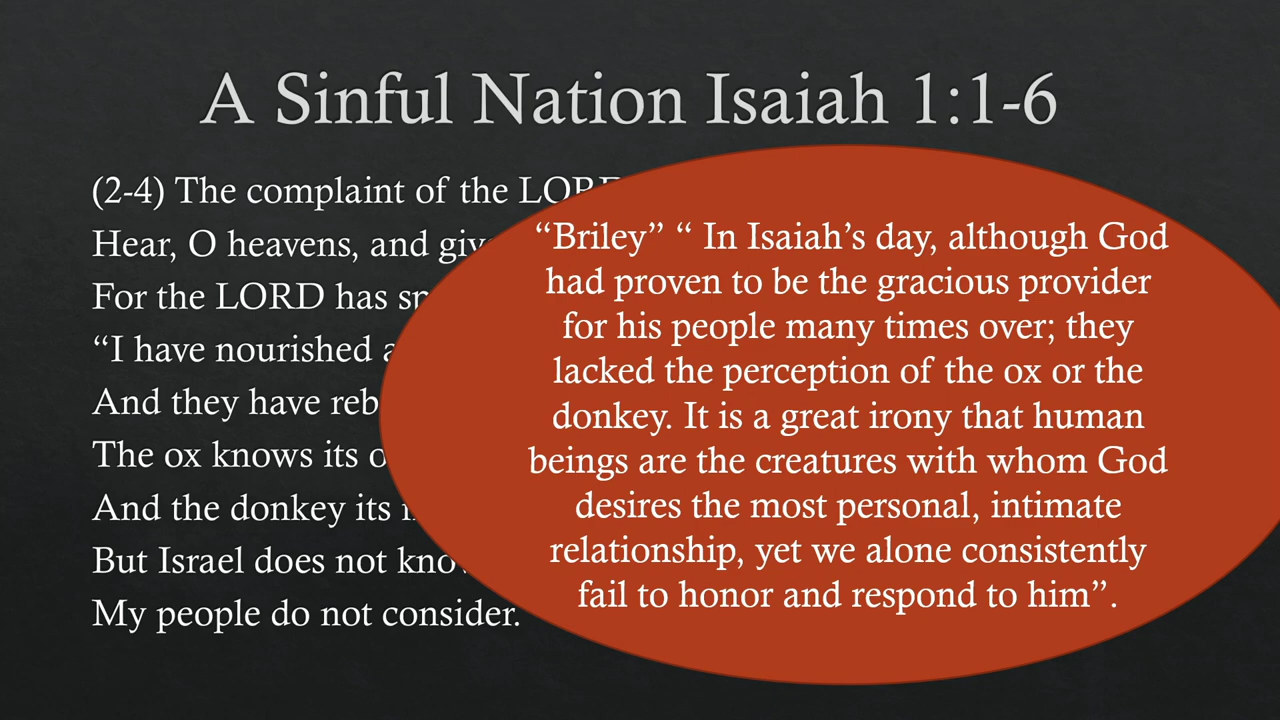 A Sinful Nation Isaiah 1:1-6
(2-4) The complaint of the LORD
Hear, O heavens, and
For the LORD has
“I have nourished
And they have
The ox knows its
And the donkey its
But Israel does not
My people do not consider.
“Briley” “ In Isaiah’s day, although God
had proven to be the gracious provider
for his people many times over; they
lacked the perception of the ox or the
donkey. It is a great irony that human
beings are the creatures with whom God
desires the most personal, intimate
relationship, yet we alone consistently
fail to honor and respond to him”.